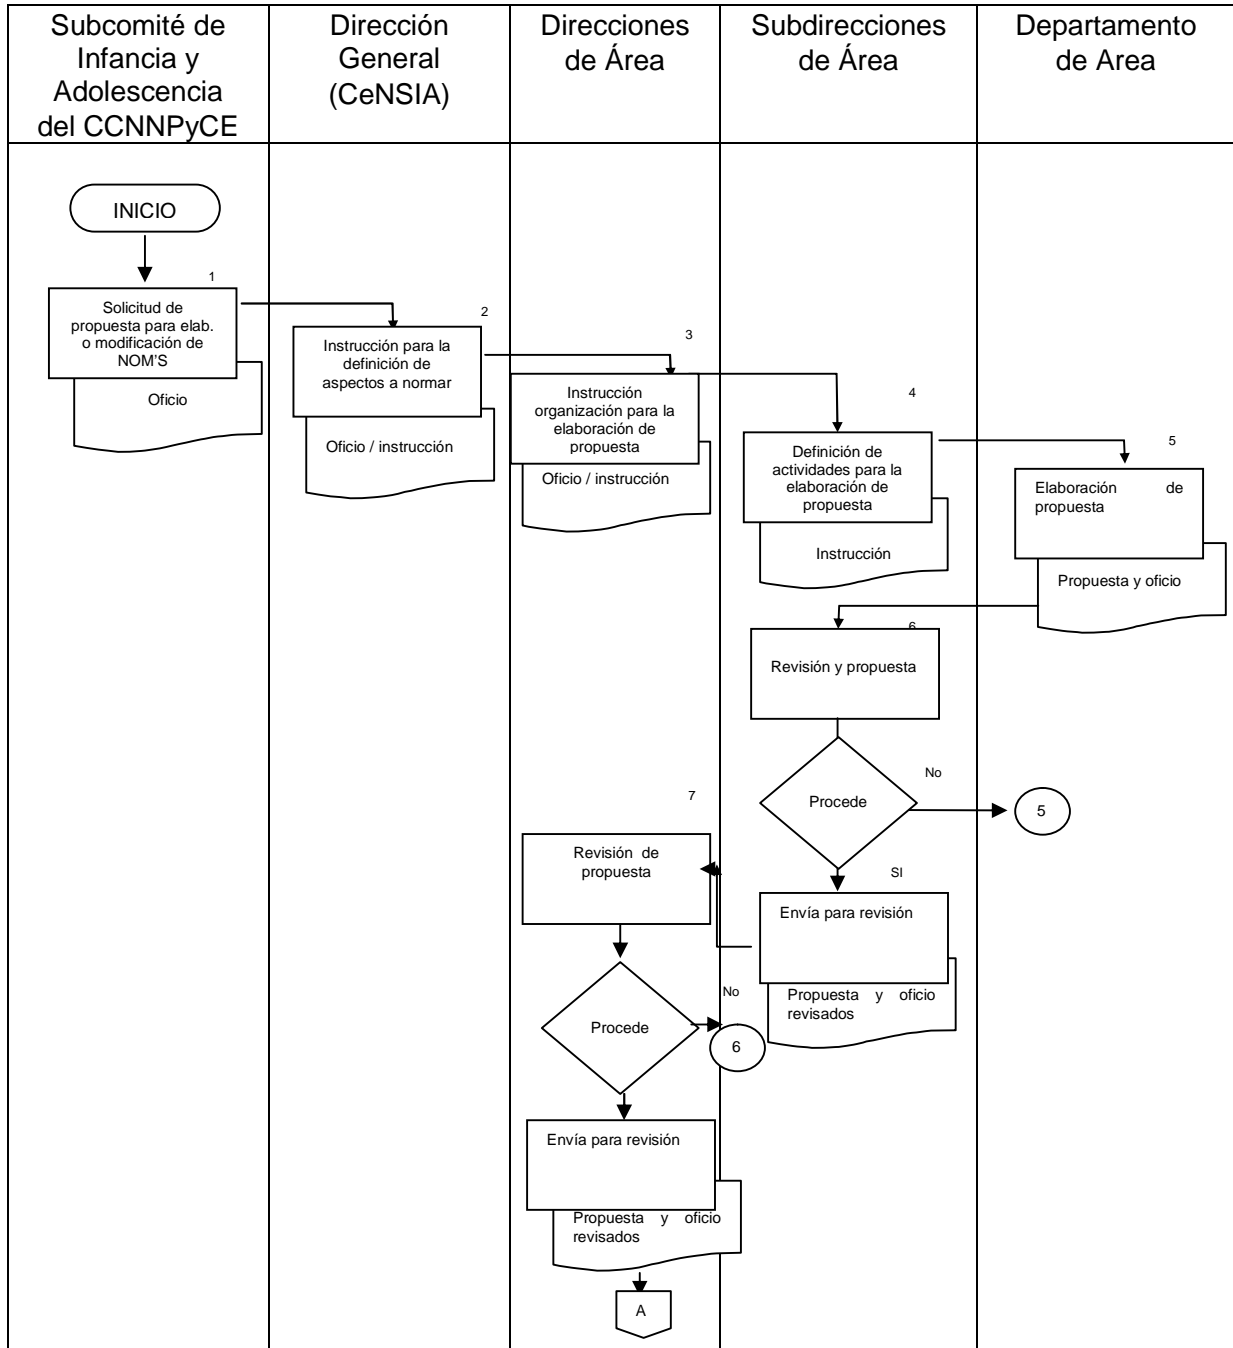 Subcomité de
Infancia y
Adolescencia
del CCNNPyCE
Dirección
General
(CeNSIA)
Direcciones
de Área
Subdirecciones
de Área
Departamento
de Area
INICIO
1
Solicitud de
propuesta para elab.
o modificación de
NOM'S
Oficio
2
Instrucción para la
definición de
aspectos a normar
Oficio / instrucción
3
Instrucción
organización para la
elaboración de
propuesta
Oficio / instrucción
4
Definición de
actividades para la
elaboración de
propuesta
Instrucción
5
Elaboración de
propuesta
Propuesta y oficio
6
Revisión y propuesta
Procede
No
5
SI
Envía para revisión
Propuesta y oficio
revisados
7
Revisión de
propuesta
Procede
No
6
Envía para revisión
Propuesta y oficio
revisados
A